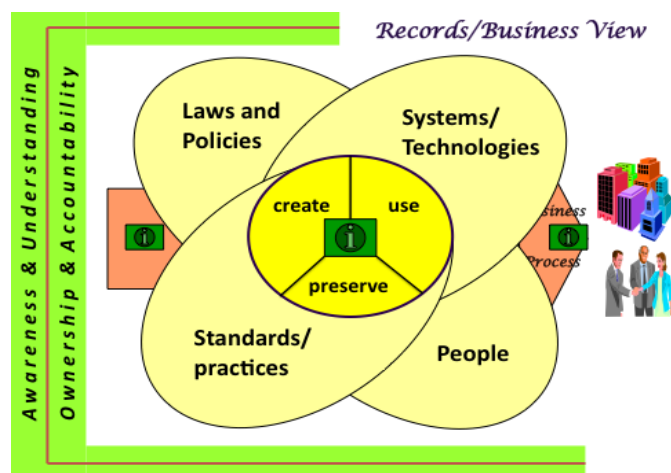 Records/Business View
Awareness & Understanding
Ownership & Accountability
Laws and
Policies
Systems/
Technologies
create
use
preserve
Standards/
practices
People
Process